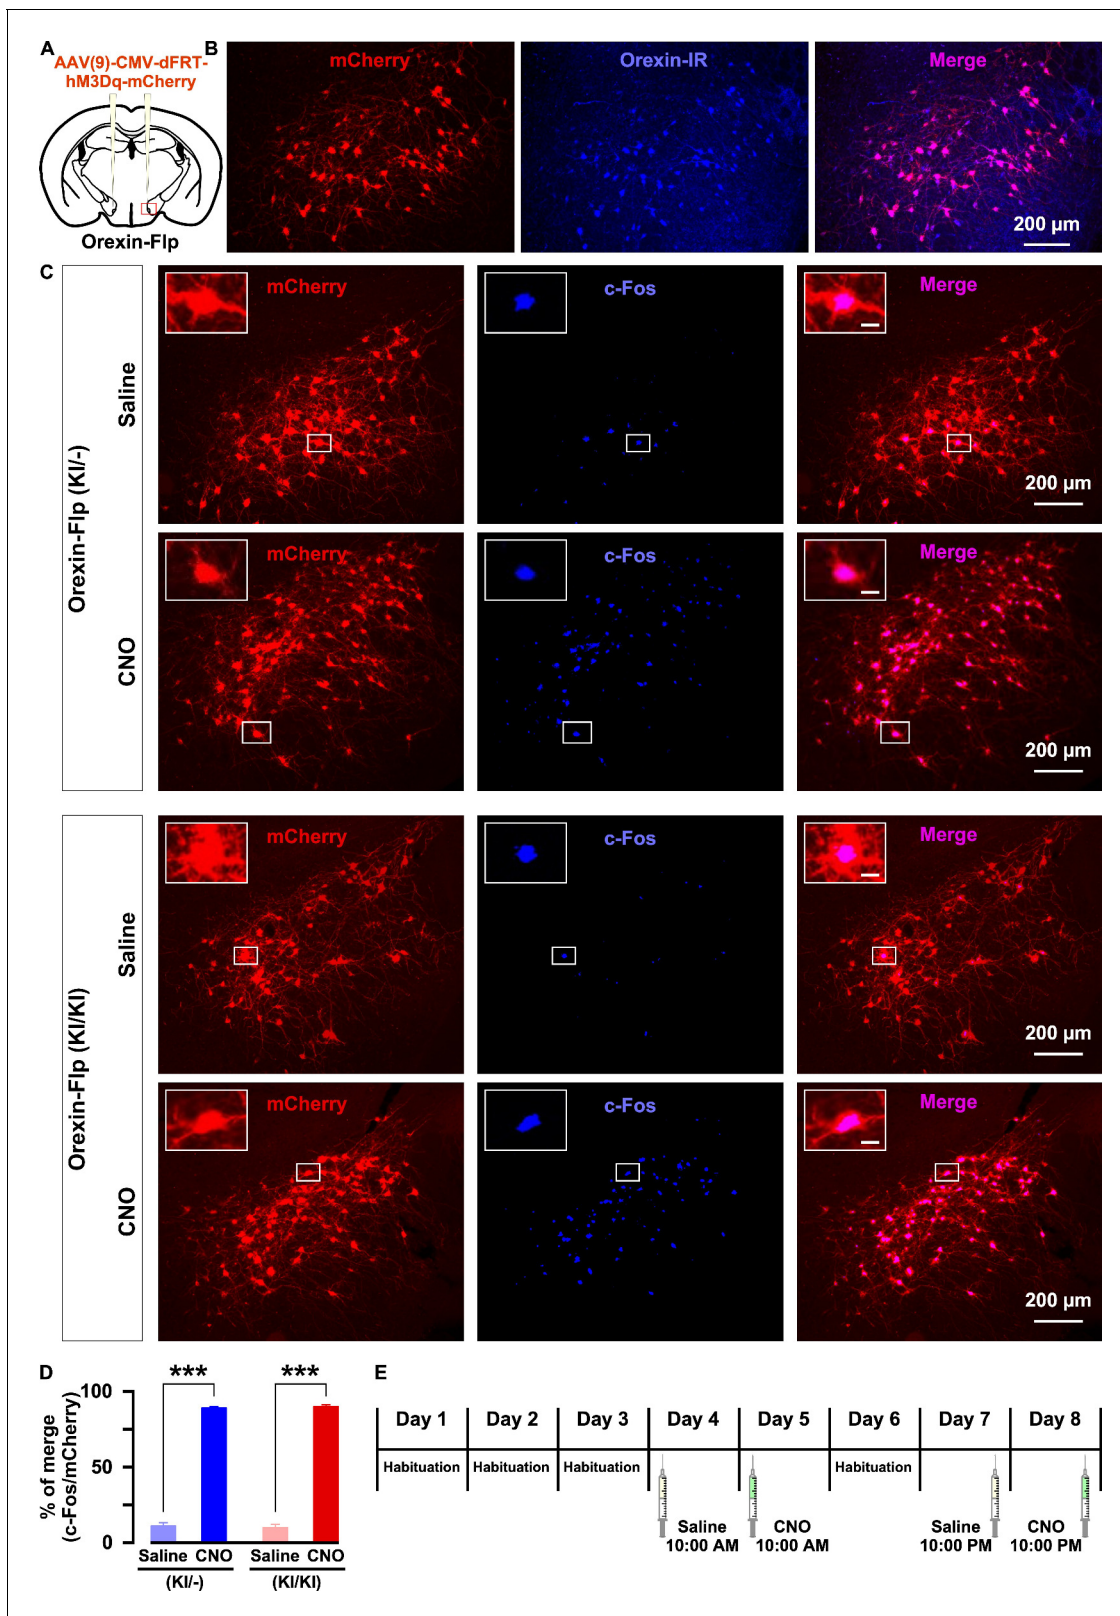 A
AAV(9)-CMV-dFRT-
hM3Dq-mCherry
Orexin-Flp
B
mCherry
Orexin-IR
Merge
200 µm
C
Orexin-Flp (KI/-)
Saline
mCherry
c-Fos
Merge
200 µm
CNO
mCherry
c-Fos
Merge
200 µm
Orexin-Flp (KI/KI)
Saline
mCherry
c-Fos
Merge
200 µm
CNO
mCherry
c-Fos
Merge
200 µm
D
% of merge
(c-Fos/mCherry)
100
50
0
***
***
Saline CNO Saline CNO
(KI/-) (KI/KI)
E
Day 1 Day 2 Day 3 Day 4 Day 5 Day 6 Day 7 Day 8
Habituation Habituation Habituation Habituation
Saline CNO Saline CNO
10:00 AM 10:00 AM 10:00 PM 10:00 PM